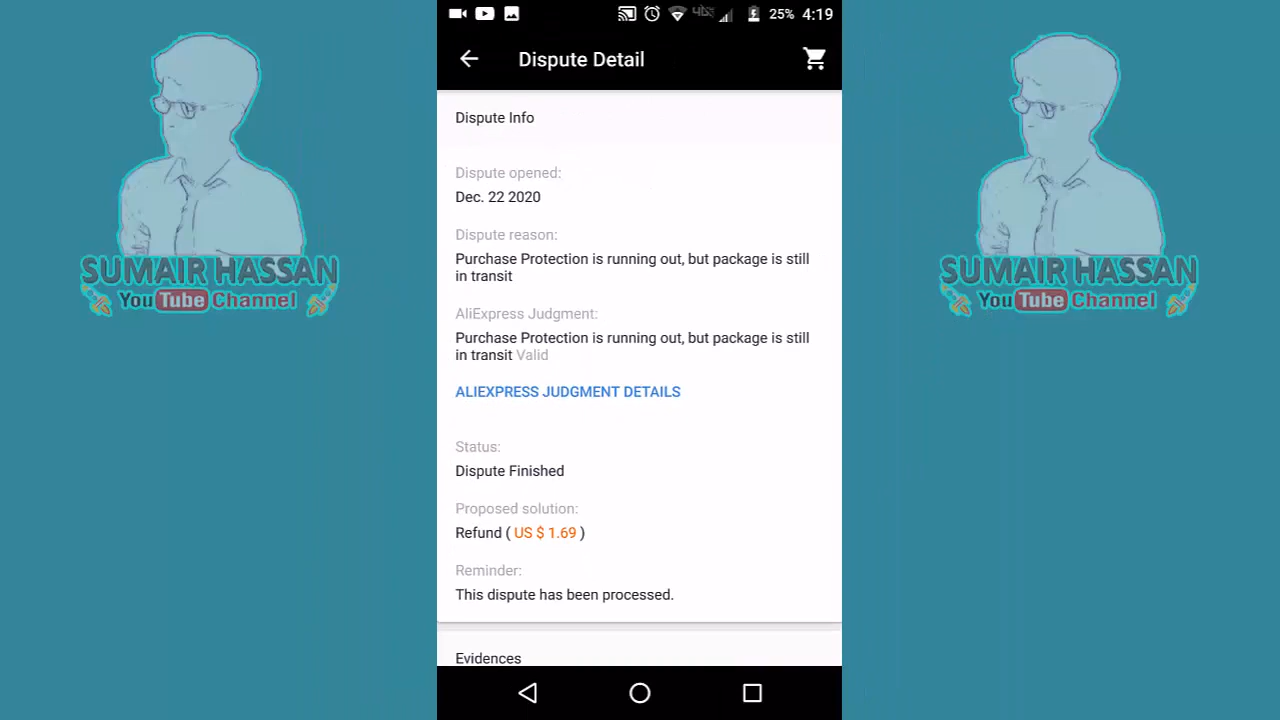 25% 4:19
Dispute Detail
Dispute Info
Dispute opened:
Dec. 22 2020
Dispute reason:
Purchase Protection is running out, but package is still
in transit
AliExpress Judgment:
Purchase Protection is running out, but package is still
in transit Valid
ALIEXPRESS JUDGMENT DETAILS
Status:
Dispute Finished
Proposed solution:
Refund ( US $ 1.69 )
Reminder:
This dispute has been processed.
Evidences
SUMAIR HASSAN
YouTube Channel
SUMAIR HASSAN
YouTube Channel